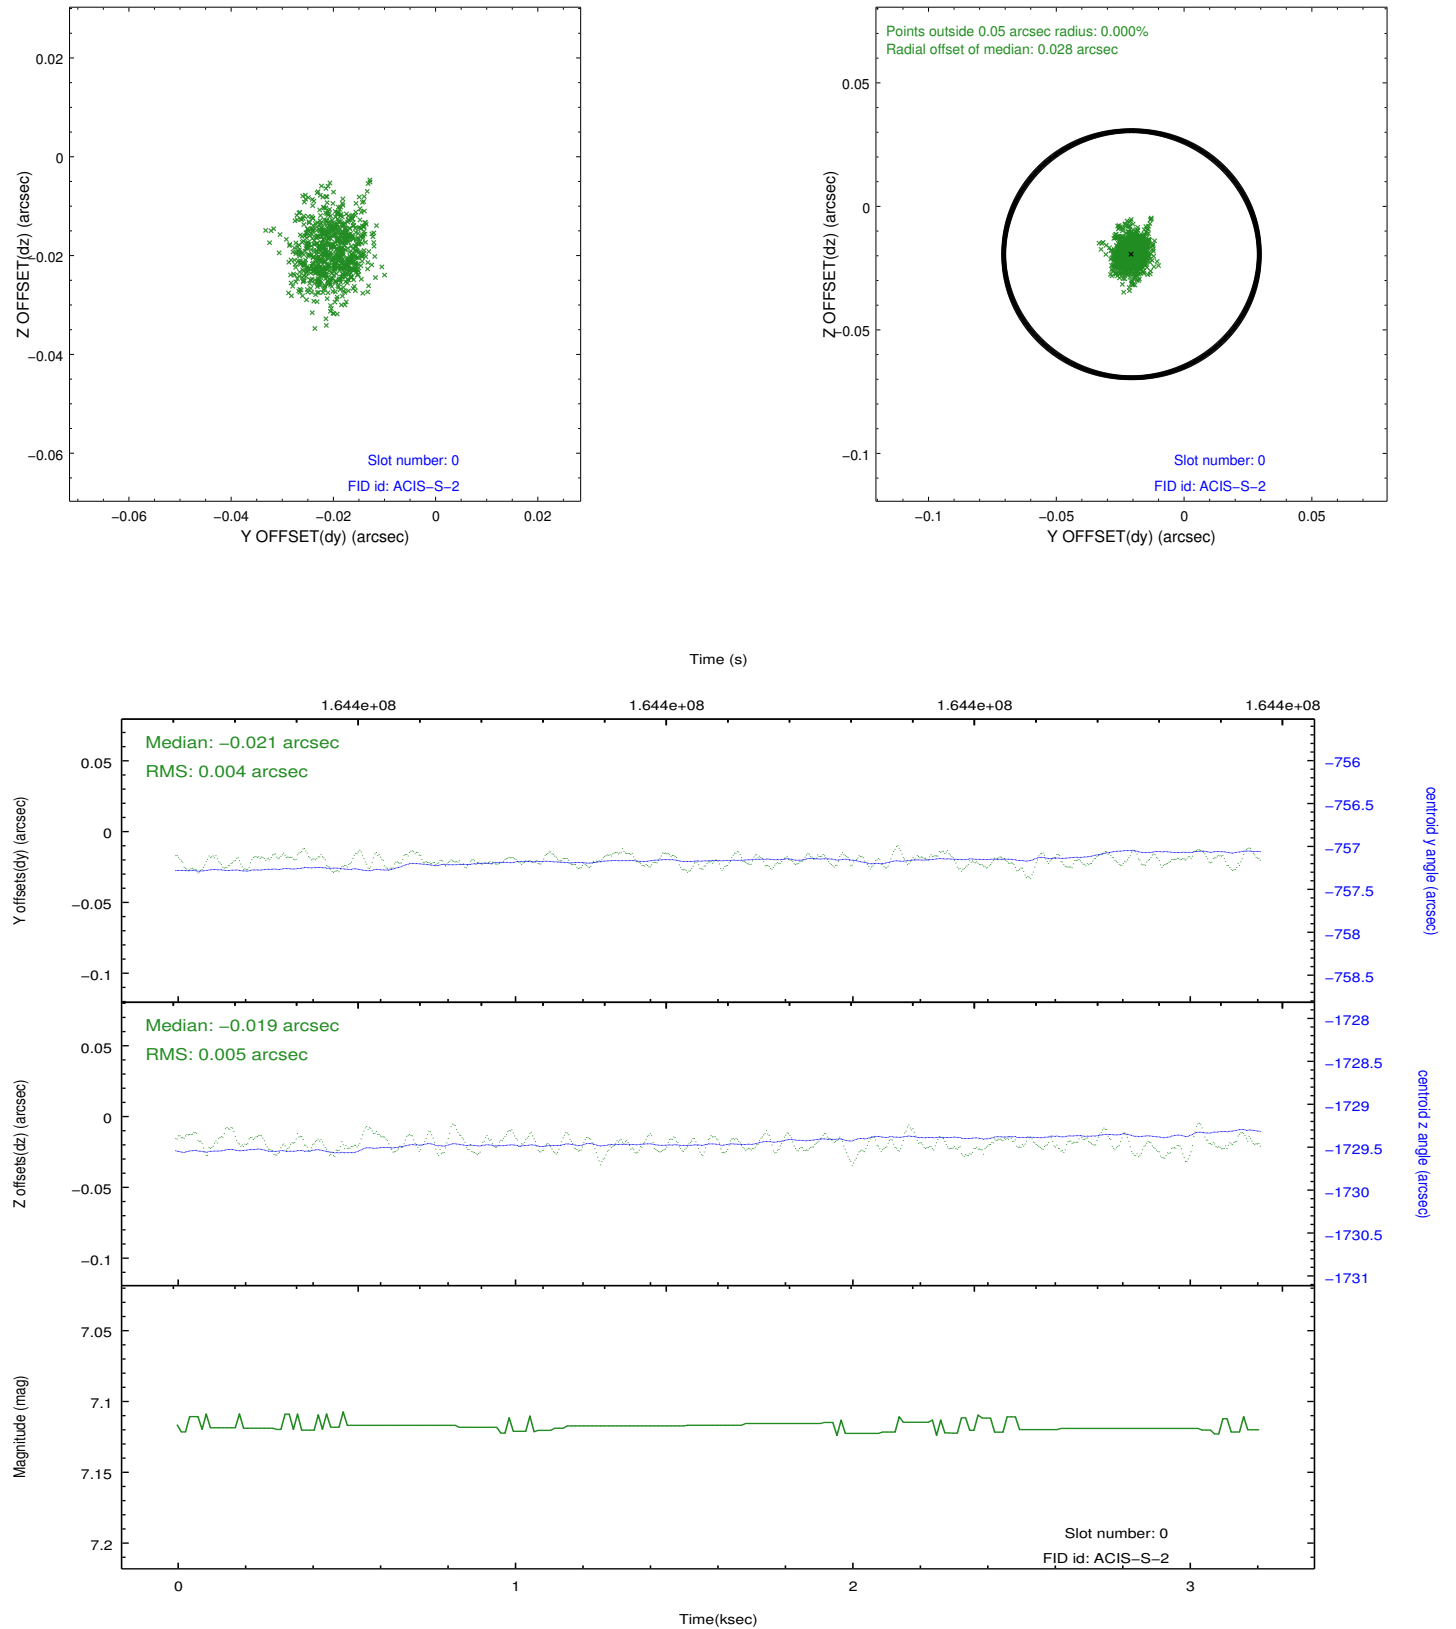 0.02
0
−0.02
−0.04
−0.06
Z OFFSET(dz) (arcsec)
Slot number: 0
FID id: ACIS−S−2
−0.06
−0.04
−0.02
0
0.02
Y OFFSET(dy) (arcsec)
Points outside 0.05 arcsec radius: 0.000%
Radial offset of median: 0.028 arcsec
0.05
0
−0.05
−0.1
Z OFFSET(dz) (arcsec)
Slot number: 0
FID id: ACIS−S−2
−0.1
−0.05
0
0.05
Y OFFSET(dy) (arcsec)
Time (s)
1.644e+08
1.644e+08
1.644e+08
1.644e+08
Median: −0.021 arcsec
RMS: 0.004 arcsec
0.05
0
−0.05
−0.1
Y offsets(dy) (arcsec)
−756
−756.5
−757
−757.5
−758
−758.5
centroid y angle (arcsec)
Median: −0.019 arcsec
RMS: 0.005 arcsec
0.05
0
−0.05
−0.1
Z offsets(dz) (arcsec)
−1728
−1728.5
−1729
−1729.5
−1730
−1730.5
−1731
centroid z angle (arcsec)
7.05
7.1
7.15
7.2
Magnitude (mag)
Slot number: 0
FID id: ACIS−S−2
0
1
2
3
Time(ksec)